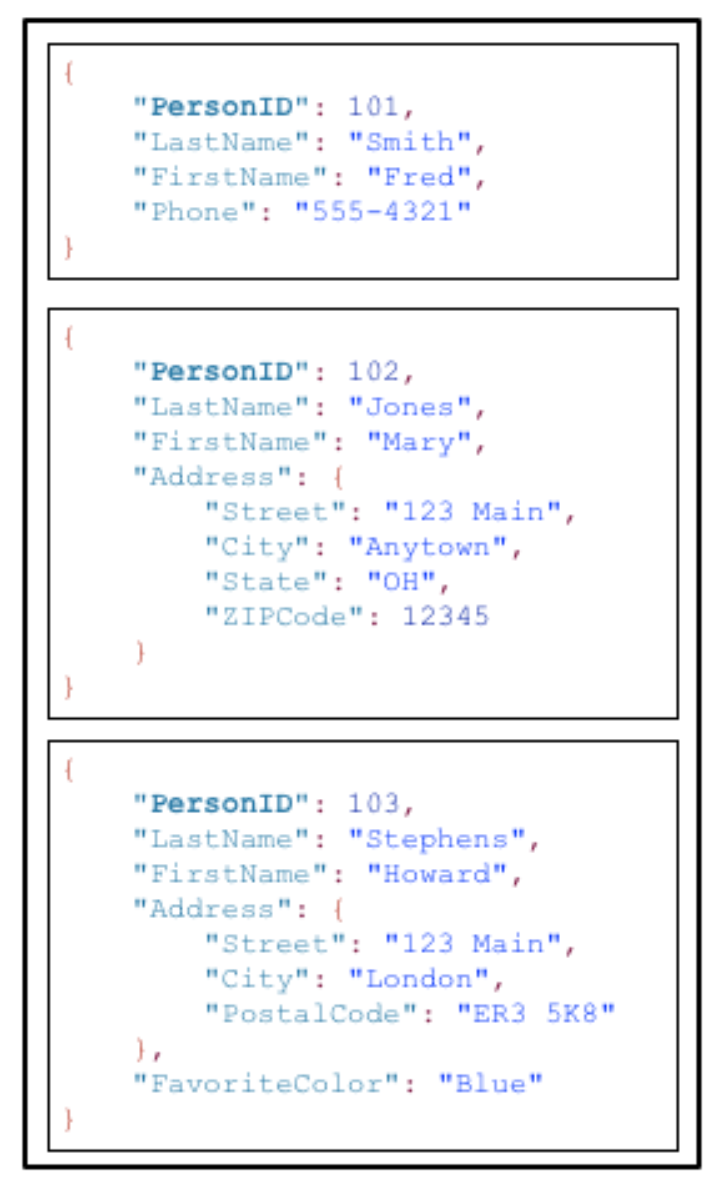 {
    "PersonID": 101,
    "LastName": "Smith",
    "FirstName": "Fred",
    "Phone": "555-4321"
}
{
    "PersonID": 102,
    "LastName": "Jones",
    "FirstName": "Mary",
    "Address": {
        "Street": "123 Main",
        "City": "Anytown",
        "State": "OH",
        "ZIPCode": 12345
    }
}
{
    "PersonID": 103,
    "LastName": "Stephens",
    "FirstName": "Howard",
    "Address": {
        "Street": "123 Main",
        "City": "London",
        "PostalCode": "ER3 5K8"
    },
    "FavoriteColor": "Blue"
}